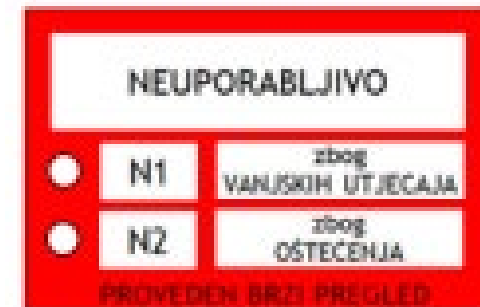 NEUPORABLJIVO
N1 zbog
VANJSKIH UTJECAJA
N2 zbog
OŠTEĆENJA
PROVEDEN BRZI PREGLED